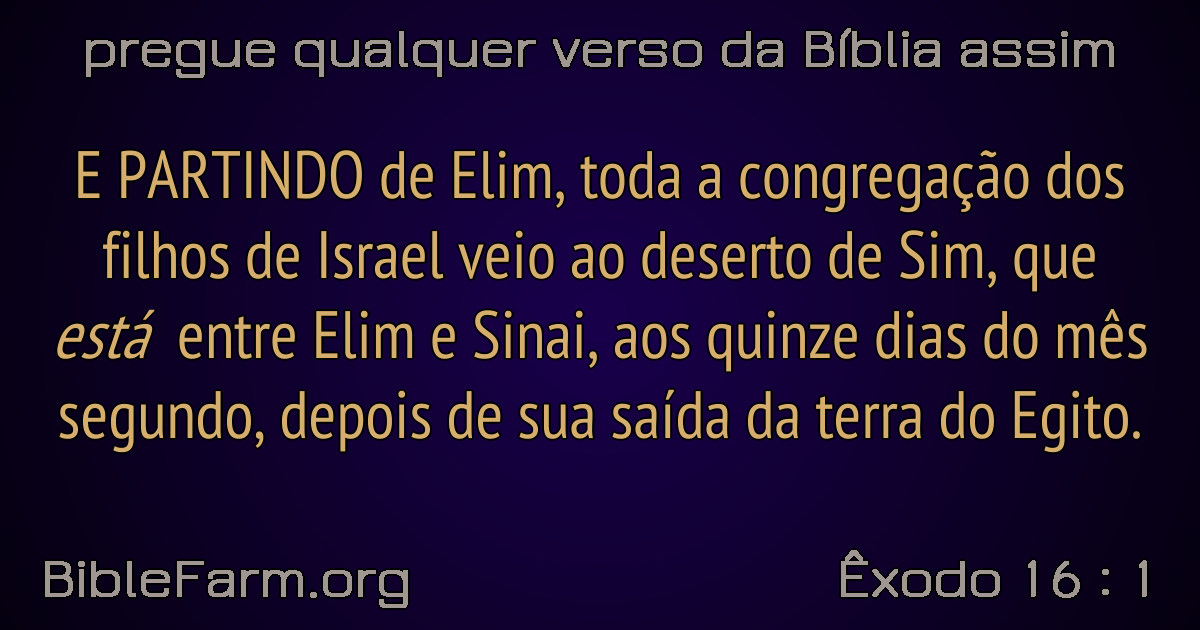 pregue qualquer verso da Bíblia assim
E PARTINDO de Elim, toda a congregação dos
filhos de Israel veio ao deserto de Sim, que
está entre Elim e Sinai, aos quinze dias do mês
segundo, depois de sua saída da terra do Egito.
BibleFarm.org
Êxodo 16 : 1